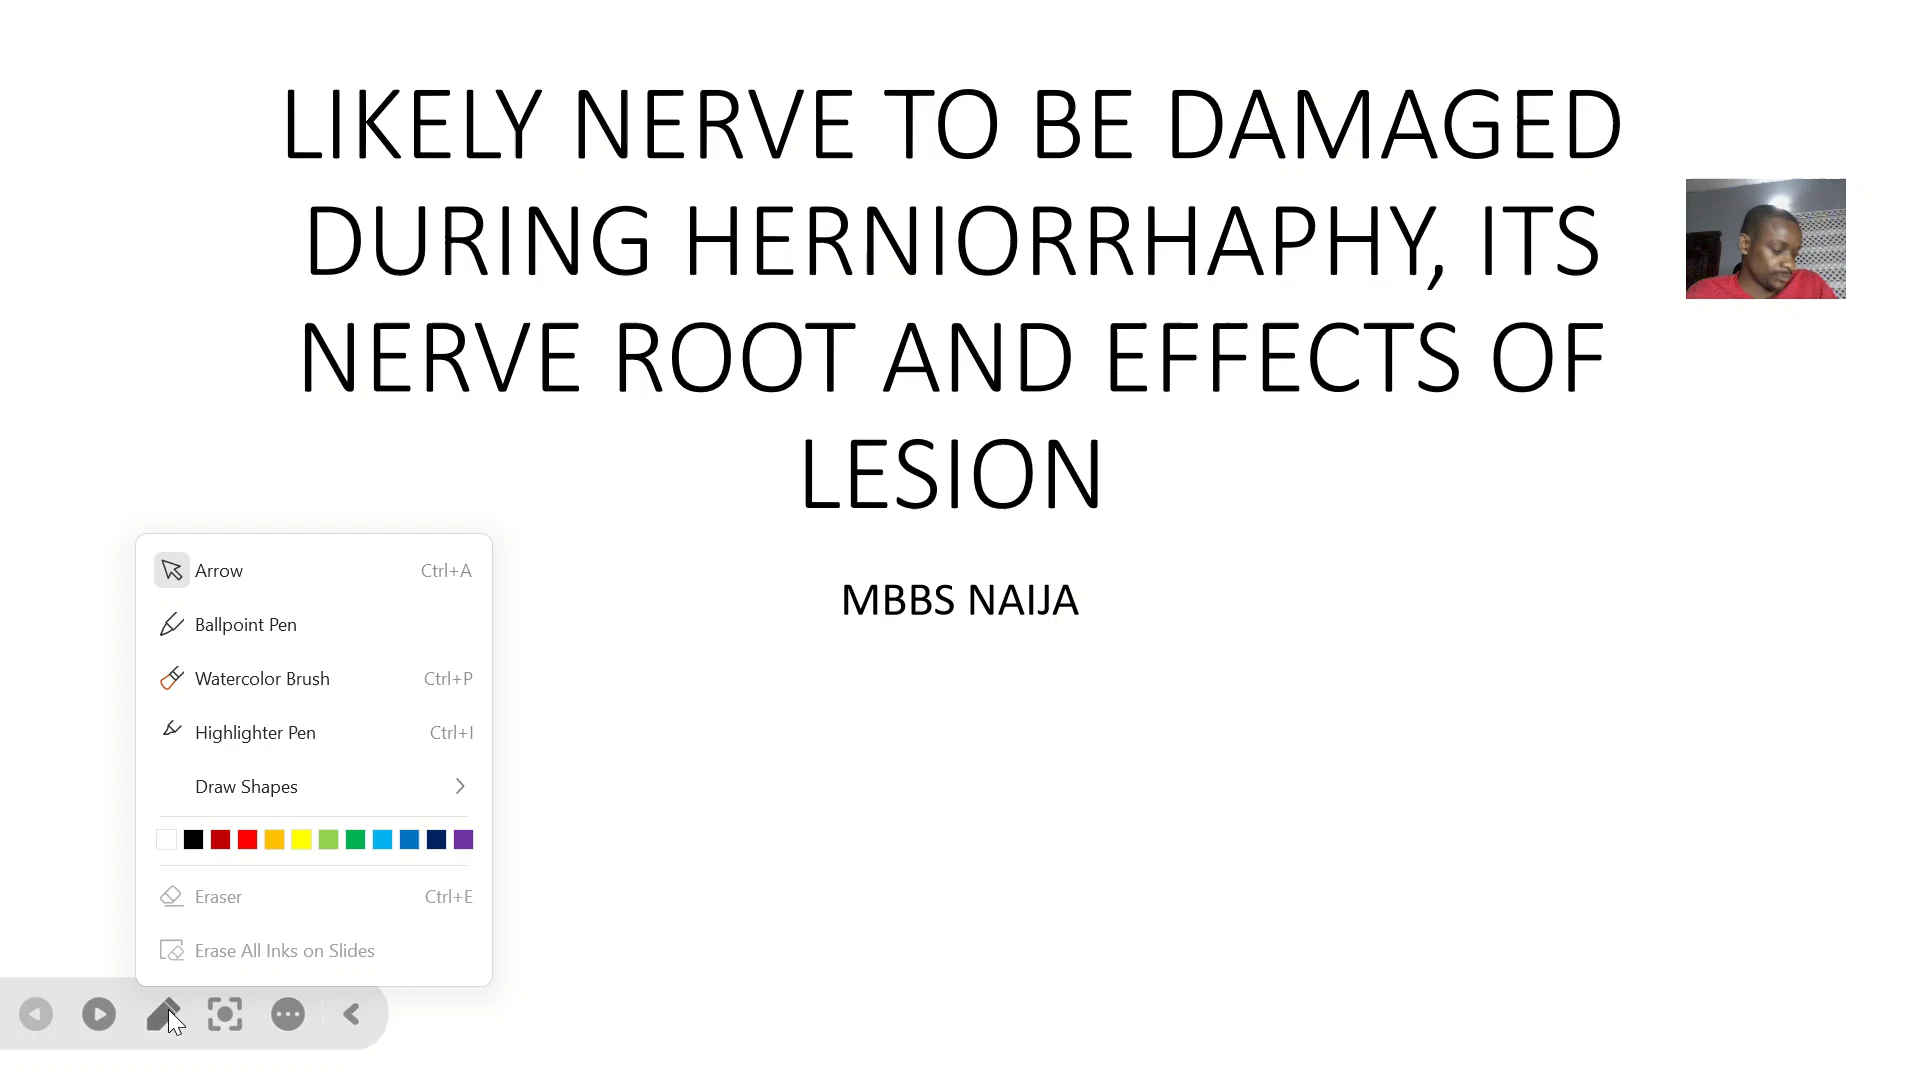 LIKELY NERVE TO BE DAMAGED
DURING HERNIORRHAPHY, ITS
NERVE ROOT AND EFFECTS OF
LESION
MBBS NAIJA
Arrow Ctrl+A
Ballpoint Pen
Watercolor Brush Ctrl+P
Highlighter Pen Ctrl+I
Draw Shapes
Eraser Ctrl+E
Erase All Inks on Slides